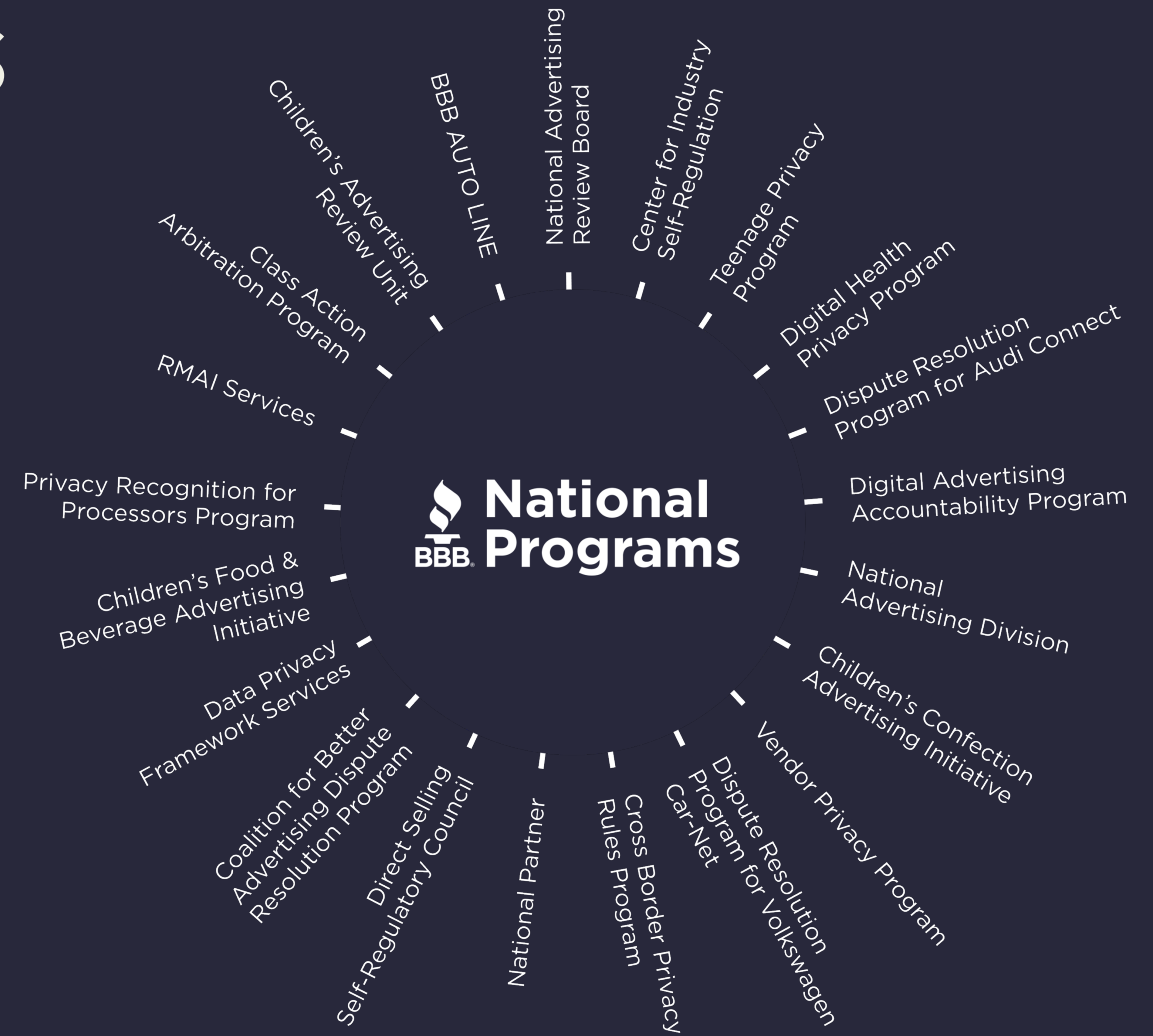 National Advertising
Review Board
Center for Industry
Self-Regulation
Teenage Privacy
Program
Digital Health
Privacy Program
Dispute Resolution
Program for Audi Connect
Digital Advertising
Accountability Program
National
Advertising Division
Children's Confection
Advertising Initiative
Vendor Privacy Program
Dispute Resolution
Program for Volkswagen
Car-Net
Cross Border Privacy
Rules Program
National Partner
Direct Selling
Self-Regulatory Council
Coalition for Better
Advertising Dispute
Resolution Program
Data Privacy
Framework Services
Children's Food &
Beverage Advertising
Initiative
Privacy Recognition for
Processors Program
RMAI Services
Class Action
Arbitration Program
Children's Advertising
Review Unit
BBB AUTO LINE
BBB®
National
Programs